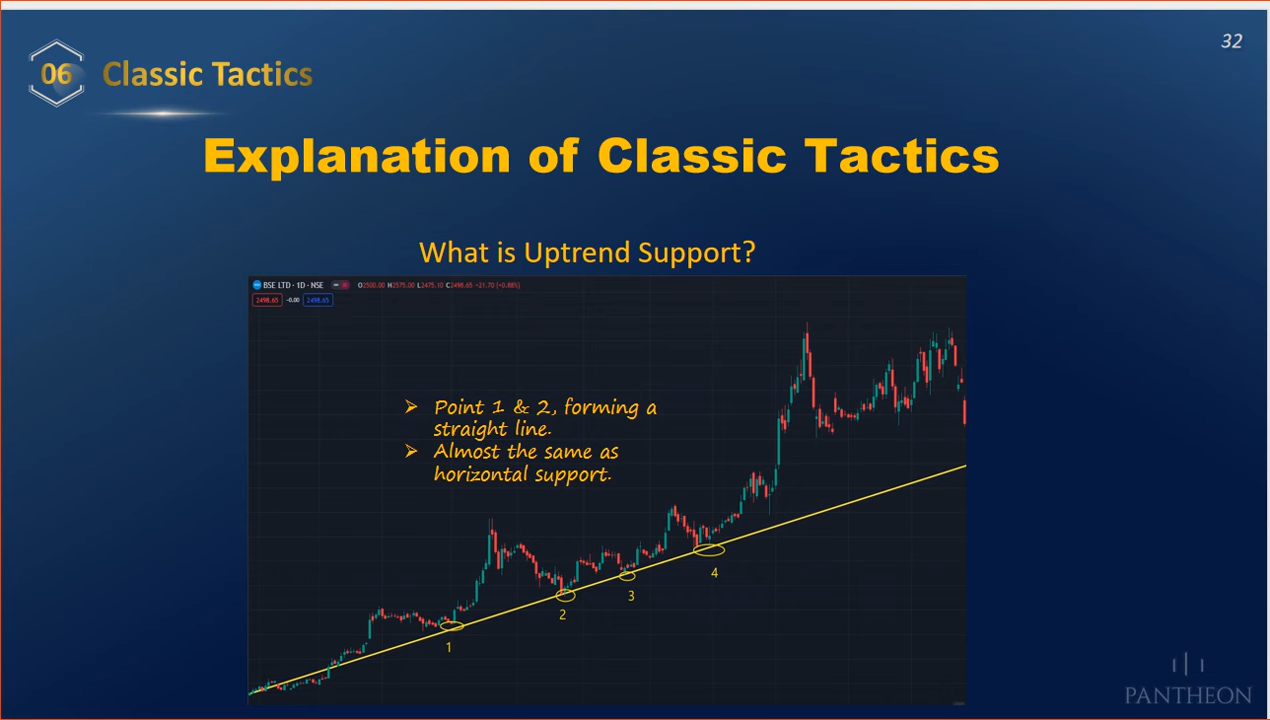 32
06 Classic Tactics
Explanation of Classic Tactics
What is Uptrend Support?
BSE LTD · 1D · NSE O2500.00 H2575.00 L2475.10 C2498.65 +21.70 (+0.88%)
2498.65 -0.00 2498.65
➢ Point 1 & 2, forming a
straight line.
➢ Almost the same as
horizontal support.
1
2
3
4
PANTHEON